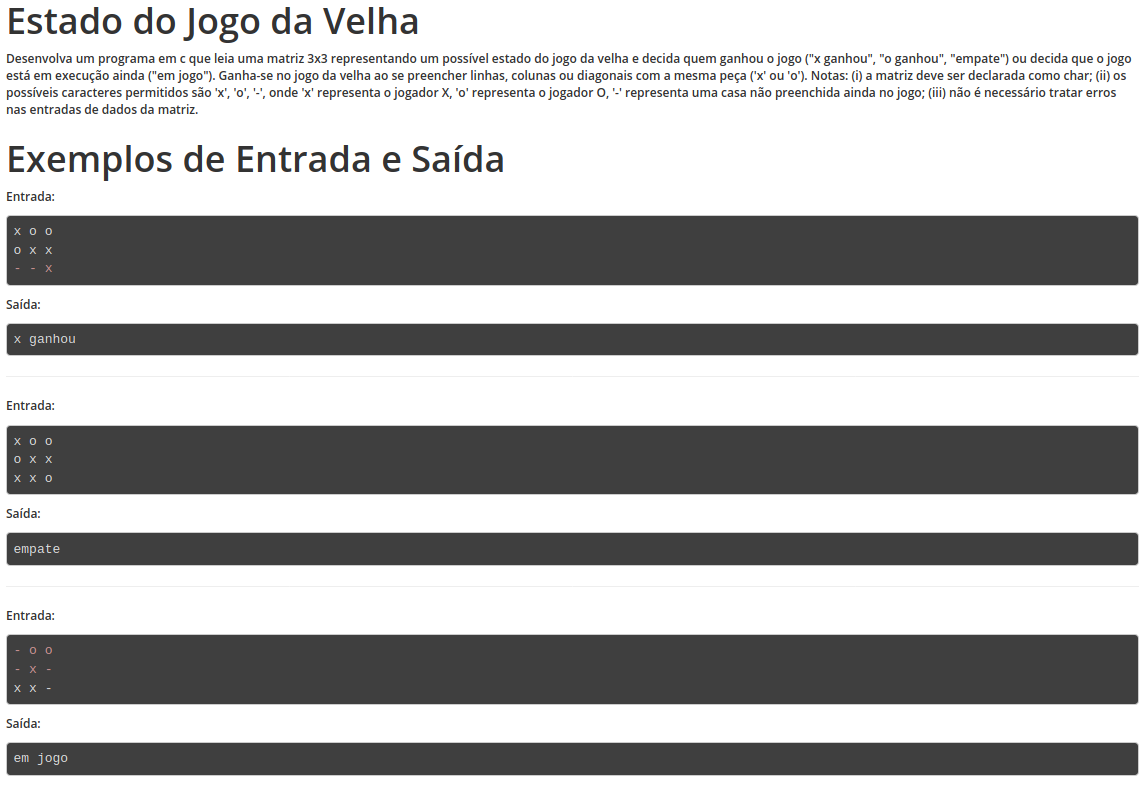 Estado do Jogo da Velha
Desenvolva um programa em c que leia uma matriz 3x3 representando um possível estado do jogo da velha e decida quem ganhou o jogo ("x ganhou", "o ganhou", "empate") ou decida que o jogo
está em execução ainda ("em jogo"). Ganha-se no jogo da velha ao se preencher linhas, colunas ou diagonais com a mesma peça ('x' ou 'o'). Notas: (i) a matriz deve ser declarada como char; (ii) os
possíveis caracteres permitidos são 'x', 'o', '-', onde 'x' representa o jogador X, 'o' representa o jogador O, '-' representa uma casa não preenchida ainda no jogo; (iii) não é necessário tratar erros
nas entradas de dados da matriz.
Exemplos de Entrada e Saída
Entrada:
x o o
o x x
- - x
Saída:
x ganhou
Entrada:
x o o
o x x
x x o
Saída:
empate
Entrada:
- o o
- x -
x x -
Saída:
em jogo